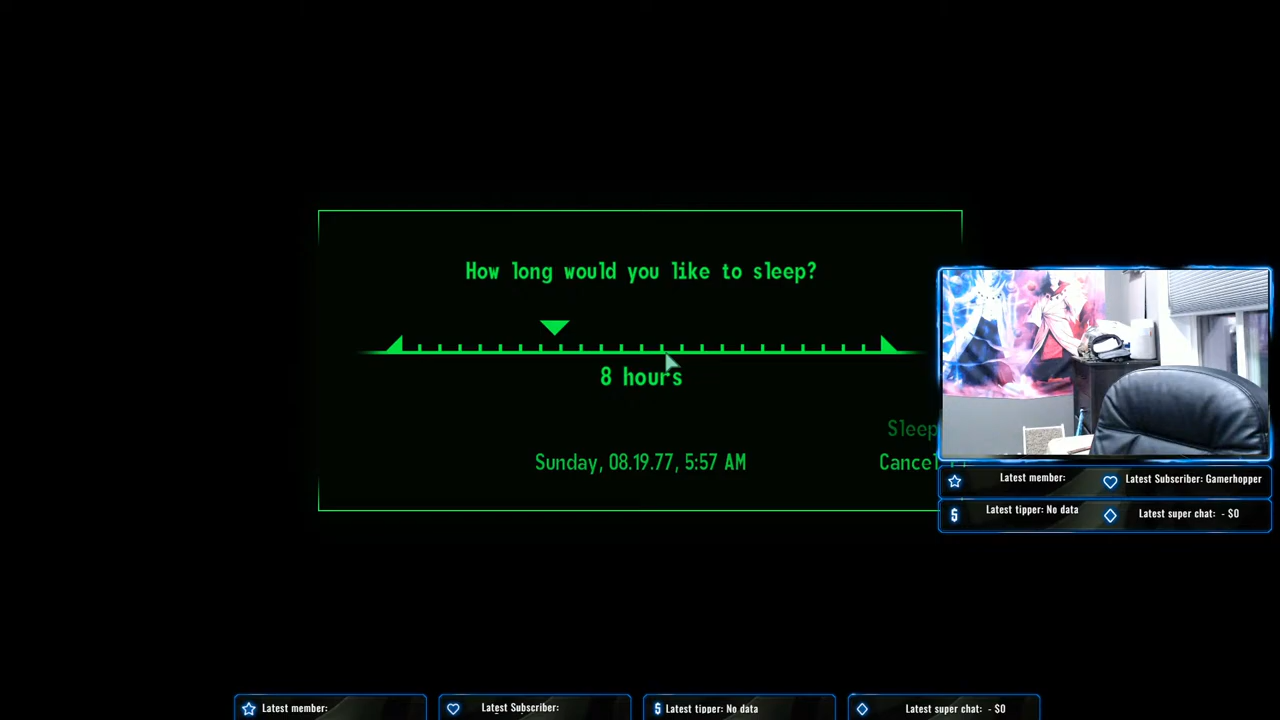 How long would you like to sleep?
8 hours
Sleep
Sunday, 08.19.77, 5:57 AM
Cancel
Latest member:
Latest Subscriber: Gamerhopper
$ Latest tipper: No data
Latest super chat: - $0
Latest member:
Latest Subscriber:
$ Latest tipper: No data
Latest super chat: - $0